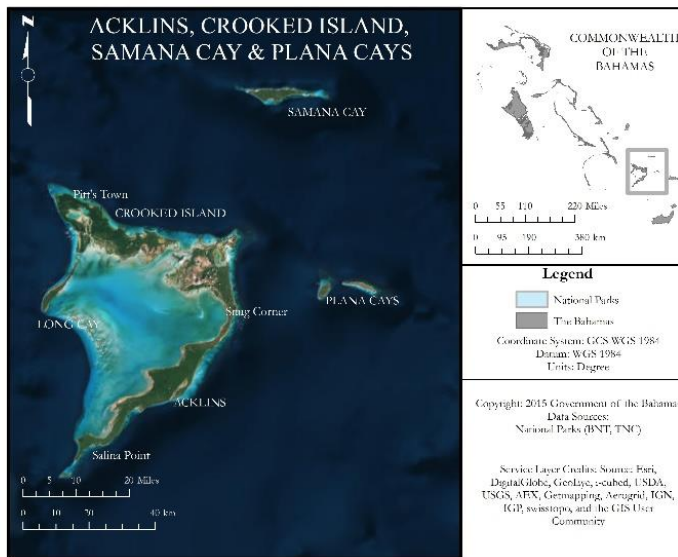 ACKLINS, CROOKED ISLAND,
SAMANA CAY & PLANA CAYS
N
SAMANA CAY
Pitt's Town
CROOKED ISLAND
PLANA CAYS
LONG CAY
Snug Corner
ACKLINS
Salina Point
0 5 10 20 Miles
0 10 20 40 km
COMMONWEALTH
OF THE
BAHAMAS
0 55 110 220 Miles
0 95 190 380 km
Legend
National Parks
The Bahamas
Coordinate System: GCS WGS 1984
Datum: WGS 1984
Units: Degree
Copyright: 2015 Government of the Bahama
Data Sources:
National Parks (BNT, TNC)
Service Layer Credits: Source: Esri,
DigitalGlobe, GeoEye, i-cubed, USDA,
USGS, AEX, Getmapping, Aerogrid, IGN,
IGP, swisstopo, and the GIS User
Community